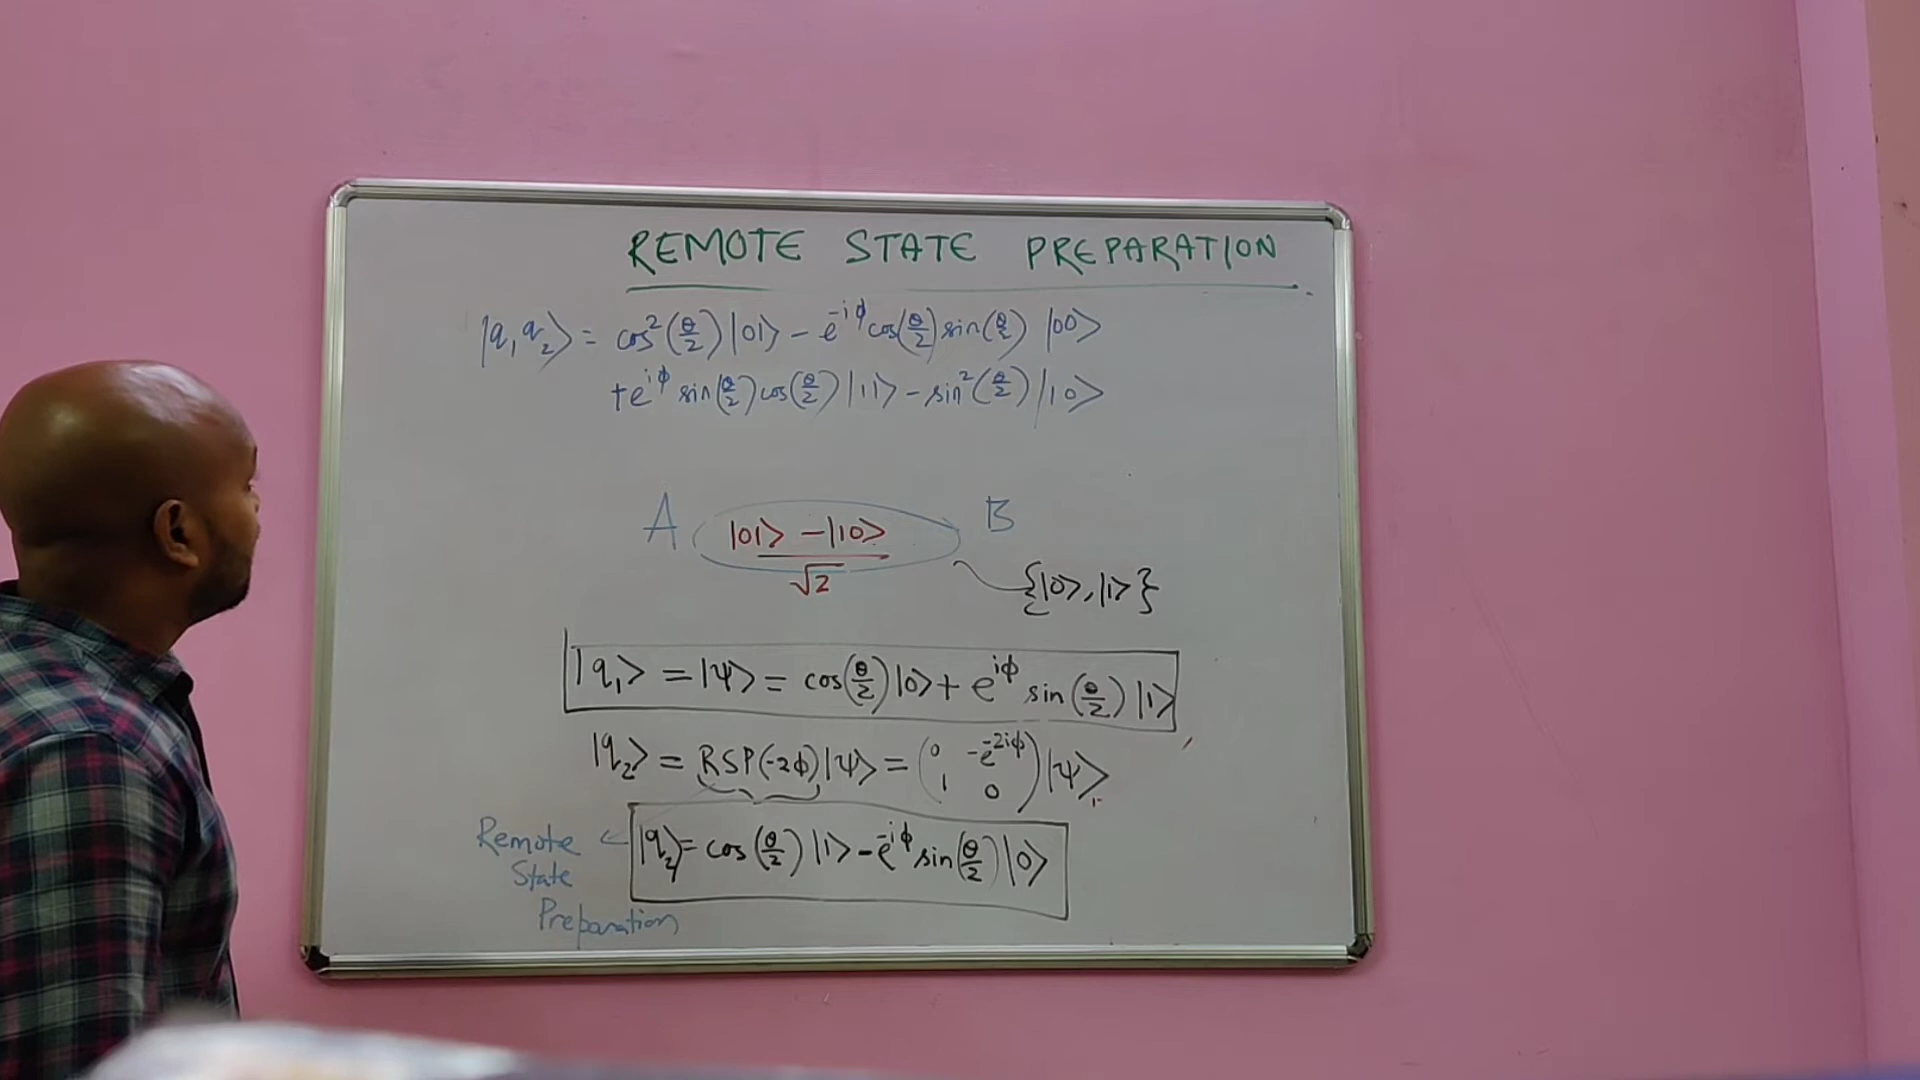 REMOTE STATE PREPARATION
|q₁q₂⟩ = cos²(θ/2)|01⟩ - e^{-iϕ}cos(θ/2)sin(θ/2) |00⟩
+e^{iϕ} sin(θ/2)cos(θ/2)|11⟩ - sin²(θ/2)|10⟩
A (|01⟩ - |10⟩)/√2 B
{|0⟩, |1⟩}
|q₁⟩ = |ψ⟩ = cos(θ/2)|0⟩ + e^{iϕ} sin(θ/2)|1⟩
|q₂⟩ = RSP(-2ϕ)|ψ⟩ = (0 -e^{-2iϕ} ; 1 0)|ψ⟩
|q₂⟩ = cos(θ/2)|1⟩ - e^{-iϕ} sin(θ/2)|0⟩
Remote
State
Preparation